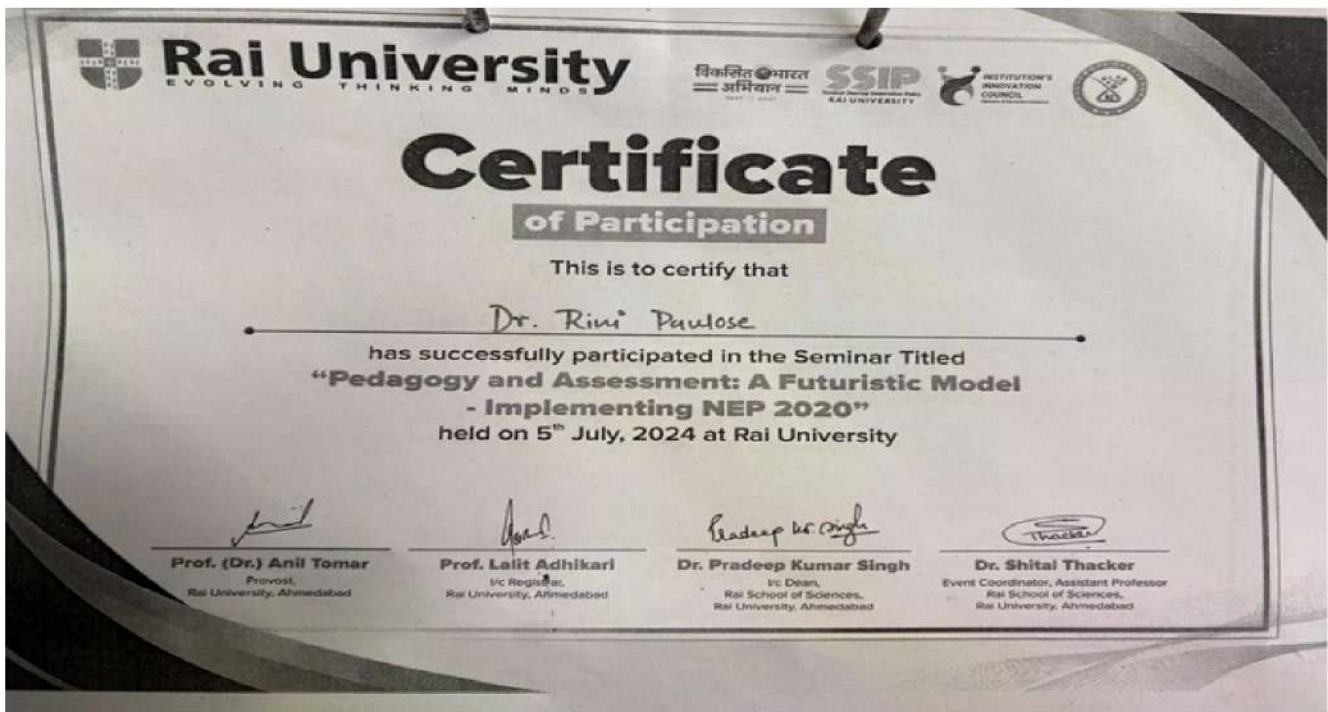 Rai University
EVOLVING THINKING MINDS
विकसित भारत
अभियान
SSIP
RAI UNIVERSITY
INSTITUTION'S
INNOVATION
COUNCIL
Certificate
of Participation
This is to certify that
Dr. Rini Paulose
has successfully participated in the Seminar Titled
“Pedagogy and Assessment: A Futuristic Model
- Implementing NEP 2020”
held on 5th July, 2024 at Rai University
Pradeep kr. Singh
Thacker
Prof. (Dr.) Anil Tomar
Provost,
Rai University, Ahmedabad
Prof. Lalit Adhikari
I/c Registrar,
Rai University, Ahmedabad
Dr. Pradeep Kumar Singh
I/c Dean,
Rai School of Sciences,
Rai University, Ahmedabad
Dr. Shital Thacker
Event Coordinator, Assistant Professor
Rai School of Sciences,
Rai University, Ahmedabad